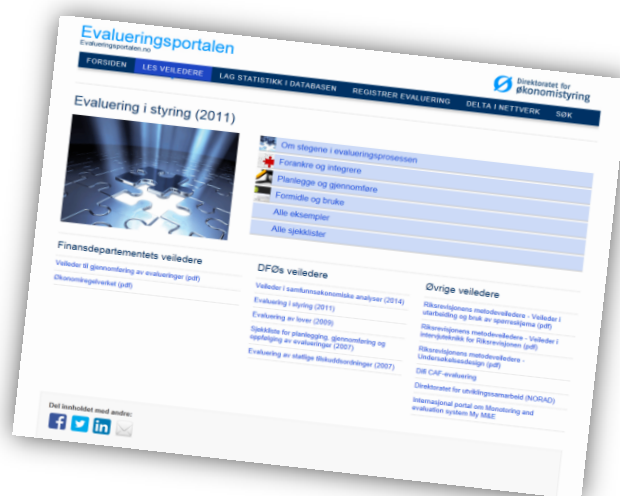 Evalueringsportalen
Evalueringsportalen.no
Direktoratet for
økonomistyring
FORSIDEN
LES VEILEDERE
LAG STATISTIKK I DATABASEN
REGISTRER EVALUERING
DELTA I NETTVERK
SØK
Evaluering i styring (2011)
Om stegene i evalueringsprosessen
Forankre og integrere
Planlegge og gjennomføre
Formidle og bruke
Alle eksempler
Alle sjekklister
Finansdepartementets veiledere
Veileder til gjennomføring av evalueringer (pdf)
Økonomiregelverket (pdf)
DFØs veiledere
Veileder i samfunnsøkonomiske analyser (2014)
Evaluering i styring (2011)
Evaluering av lover (2009)
Sjekkliste for planlegging, gjennomføring og
oppfølging av evalueringer (2007)
Evaluering av statlige tilskuddsordninger (2007)
Øvrige veiledere
Riksrevisjonens metodeveiledere - Veileder i
utarbeiding og bruk av spørreskjema (pdf)
Riksrevisjonens metodeveiledere - Veileder i
intervjuteknikk for Riksrevisjonen (pdf)
Riksrevisjonens metodeveiledere -
Undersøkelsesdesign (pdf)
Difi CAF-evaluering
Direktoratet for utviklingssamarbeid (NORAD)
Internasjonal portal om Monitoring and
evaluation system My M&E
Del innholdet med andre: